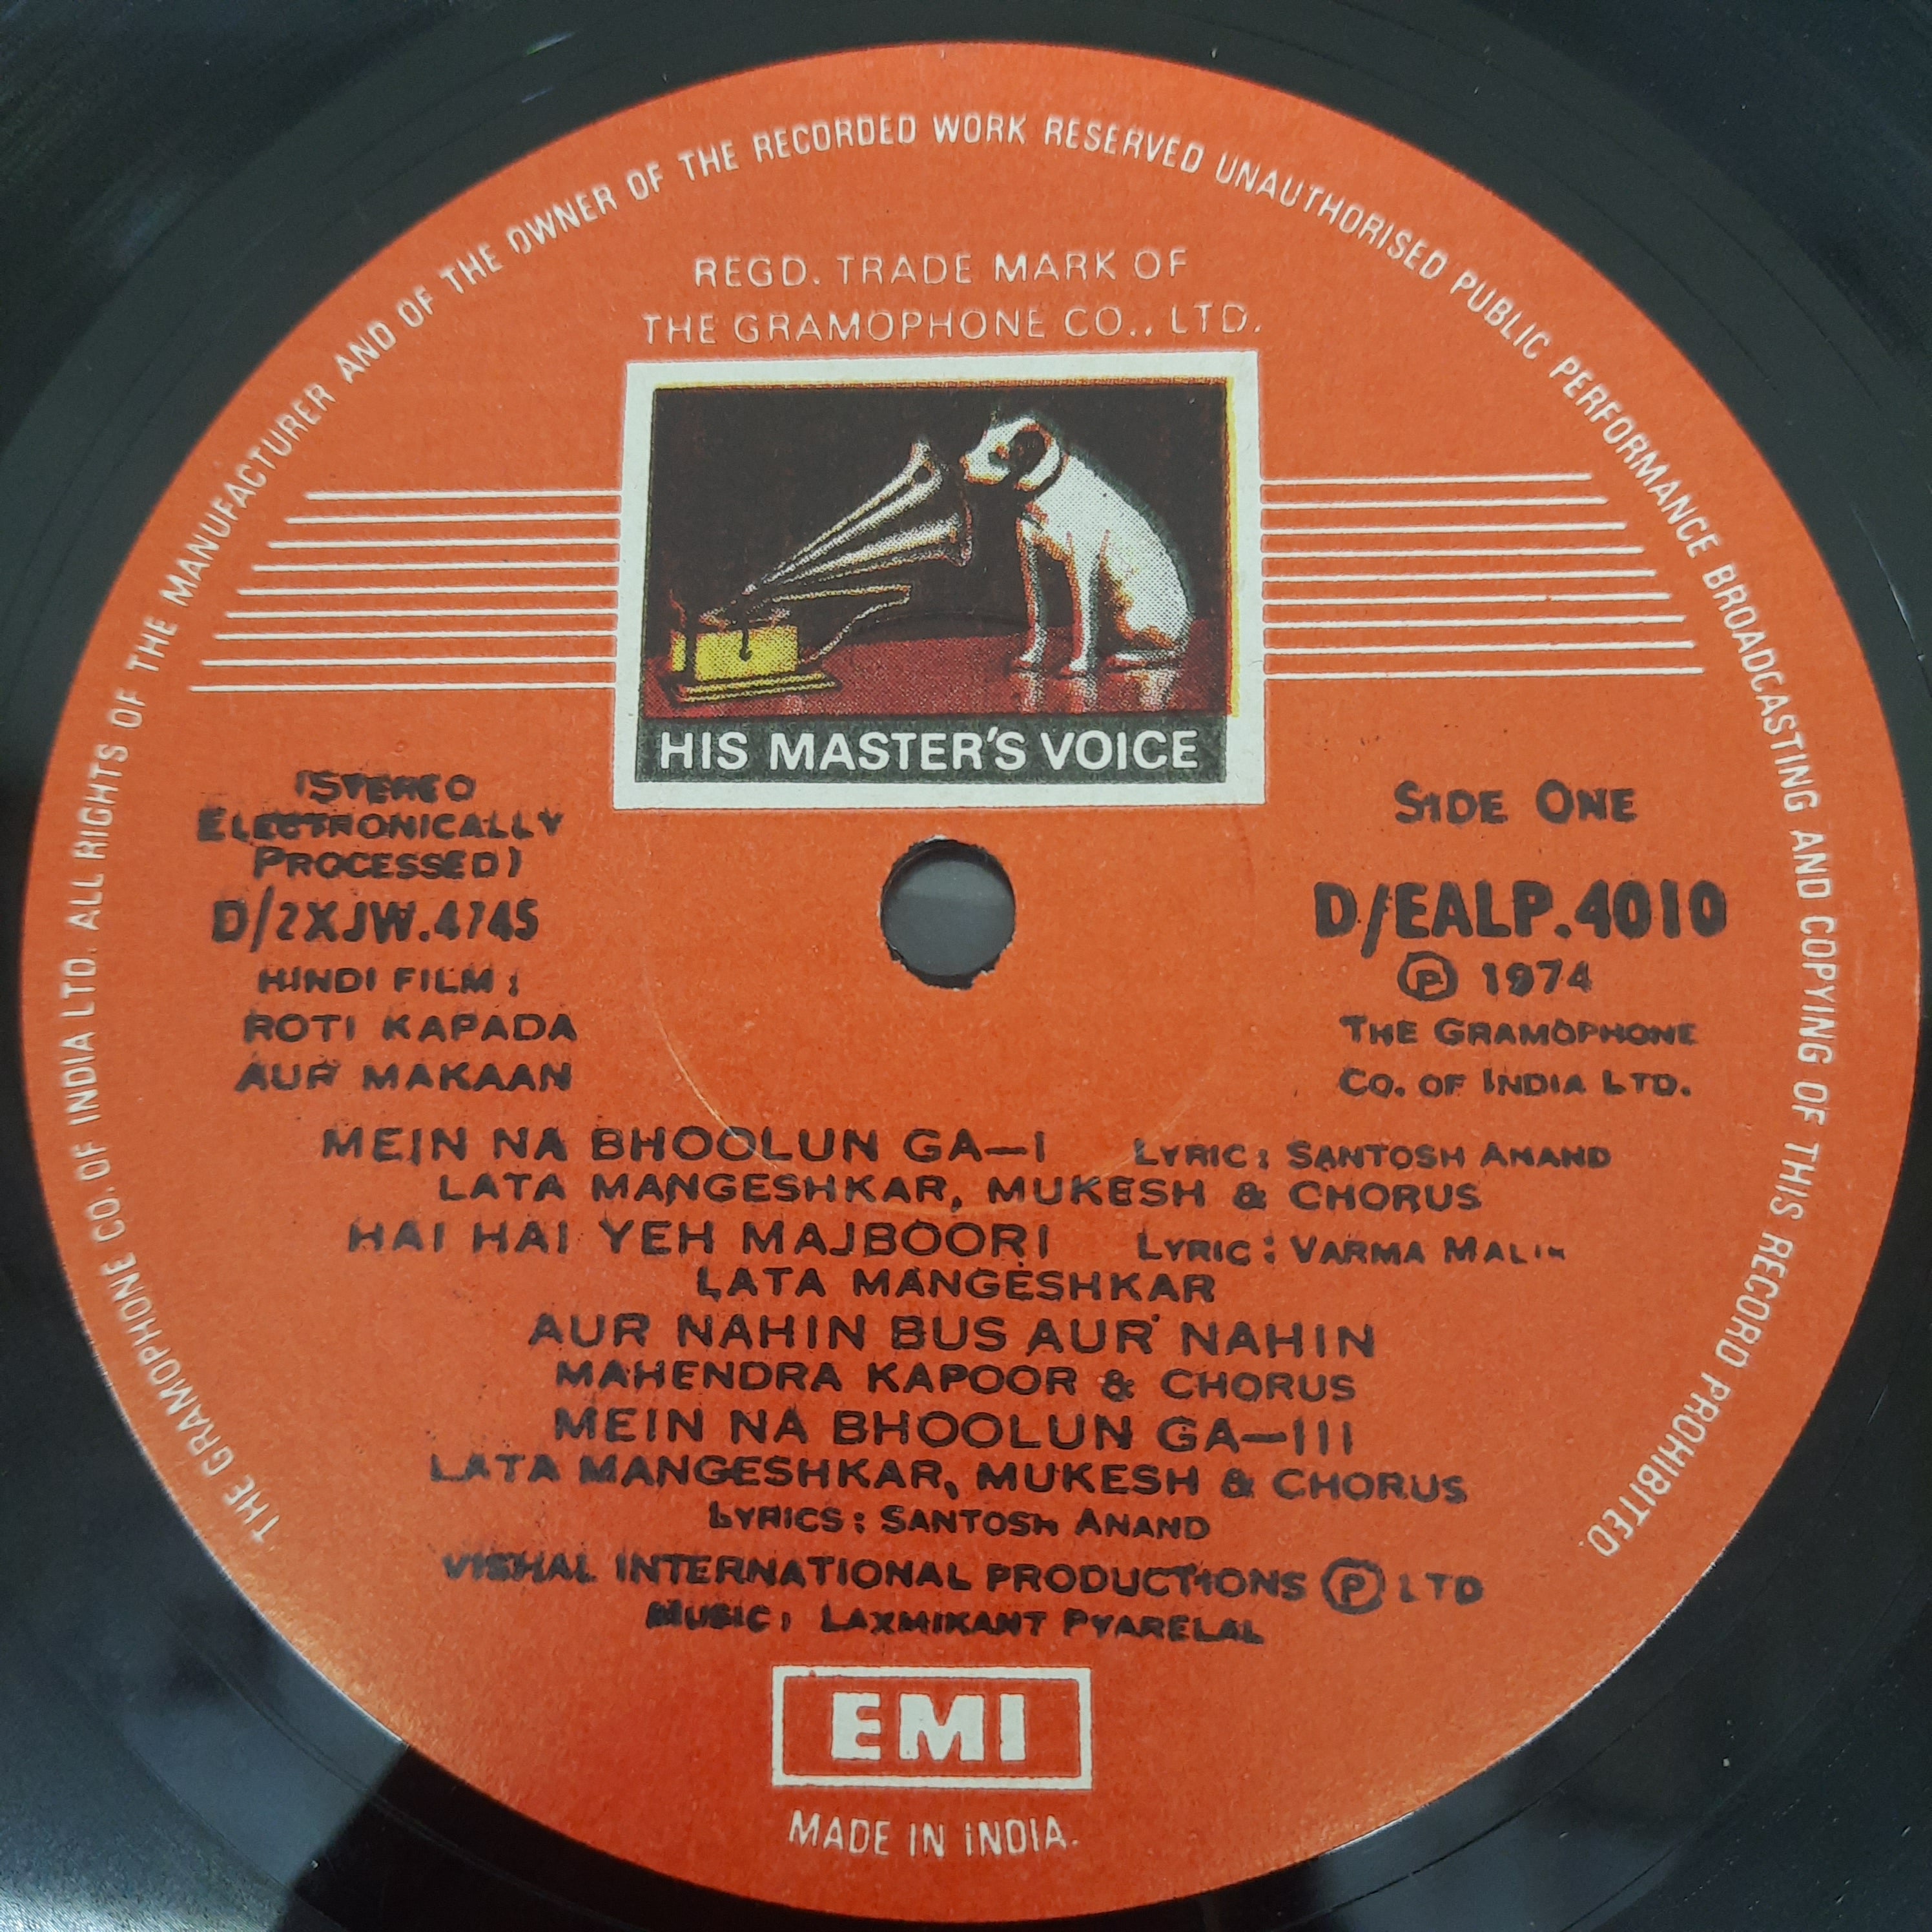 THE GRAMOPHONE CO. OF INDIA LTD. ALL RIGHTS OF THE MANUFACTURER AND OF THE OWNER OF THE RECORDED WORK RESERVED UNAUTHORISED PUBLIC PERFORMANCE BROADCASTING AND COPYING OF THIS RECORD PROHIBITED.
REGD. TRADE MARK OF
THE GRAMOPHONE CO., LTD.
HIS MASTER'S VOICE
(STEREO
ELECTRONICALLY
PROCESSED)
D/2XJW.4745
HINDI FILM:
ROTI KAPADA
AUR MAKAAN
SIDE ONE
D/EALP.4010
Ⓟ 1974
THE GRAMOPHONE
CO. OF INDIA LTD.
MEIN NA BHOOLUN GA—I LYRIC: SANTOSH ANAND
LATA MANGESHKAR, MUKESH & CHORUS
HAI HAI YEH MAJBOORI LYRIC: VARMA MALIK
LATA MANGESHKAR
AUR NAHIN BUS AUR NAHIN
MAHENDRA KAPOOR & CHORUS
MEIN NA BHOOLUN GA—III
LATA MANGESHKAR, MUKESH & CHORUS
LYRICS: SANTOSH ANAND
VISHAL INTERNATIONAL PRODUCTIONS Ⓟ LTD
MUSIC: LAXMIKANT PYARELAL
EMI
MADE IN INDIA.